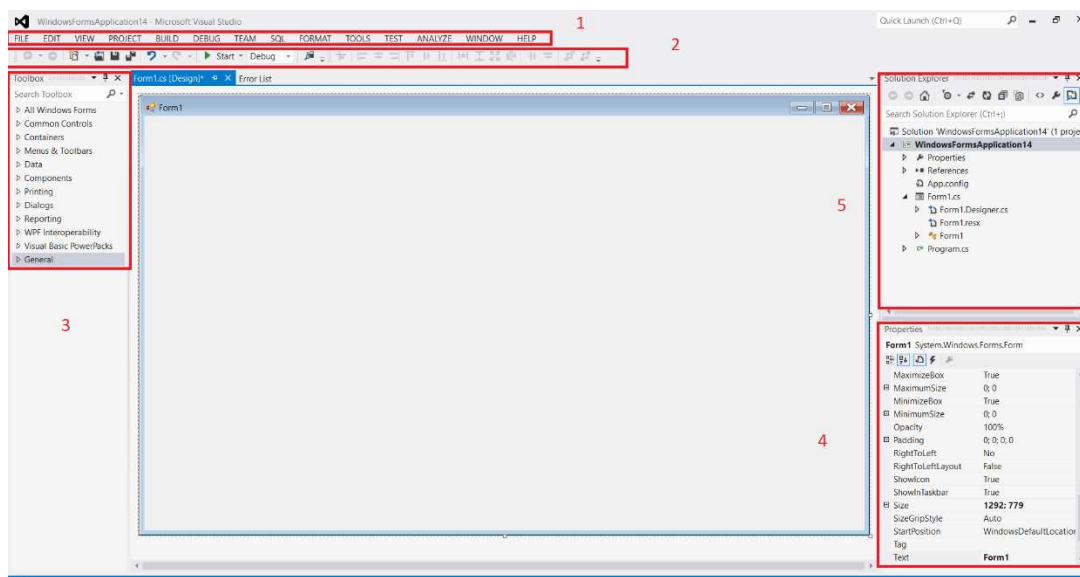 WindowsFormsApplication14 - Microsoft Visual Studio
1
Quick Launch (Ctrl+Q)
FILE EDIT VIEW PROJECT BUILD DEBUG TEAM SQL FORMAT TOOLS TEST ANALYZE WINDOW HELP
2
Start Debug
Toolbox
Search Toolbox
All Windows Forms
Common Controls
Containers
Menus & Toolbars
Data
Components
Printing
Dialogs
Reporting
WPF Interoperability
Visual Basic PowerPacks
General
3
Form1.cs [Design]* Error List
Form1
5
4
Solution Explorer
Search Solution Explorer (Ctrl+;)
Solution 'WindowsFormsApplication14' (1 proje
WindowsFormsApplication14
Properties
References
App.config
Form1.cs
Form1.Designer.cs
Form1.resx
Form1
Program.cs
Properties
Form1 System.Windows.Forms.Form
MaximizeBox True
MaximumSize 0; 0
MinimizeBox True
MinimumSize 0; 0
Opacity 100%
Padding 0; 0; 0; 0
RightToLeft No
RightToLeftLayout False
ShowIcon True
ShowInTaskbar True
Size 1292; 779
SizeGripStyle Auto
StartPosition WindowsDefaultLocation
Tag
Text Form1